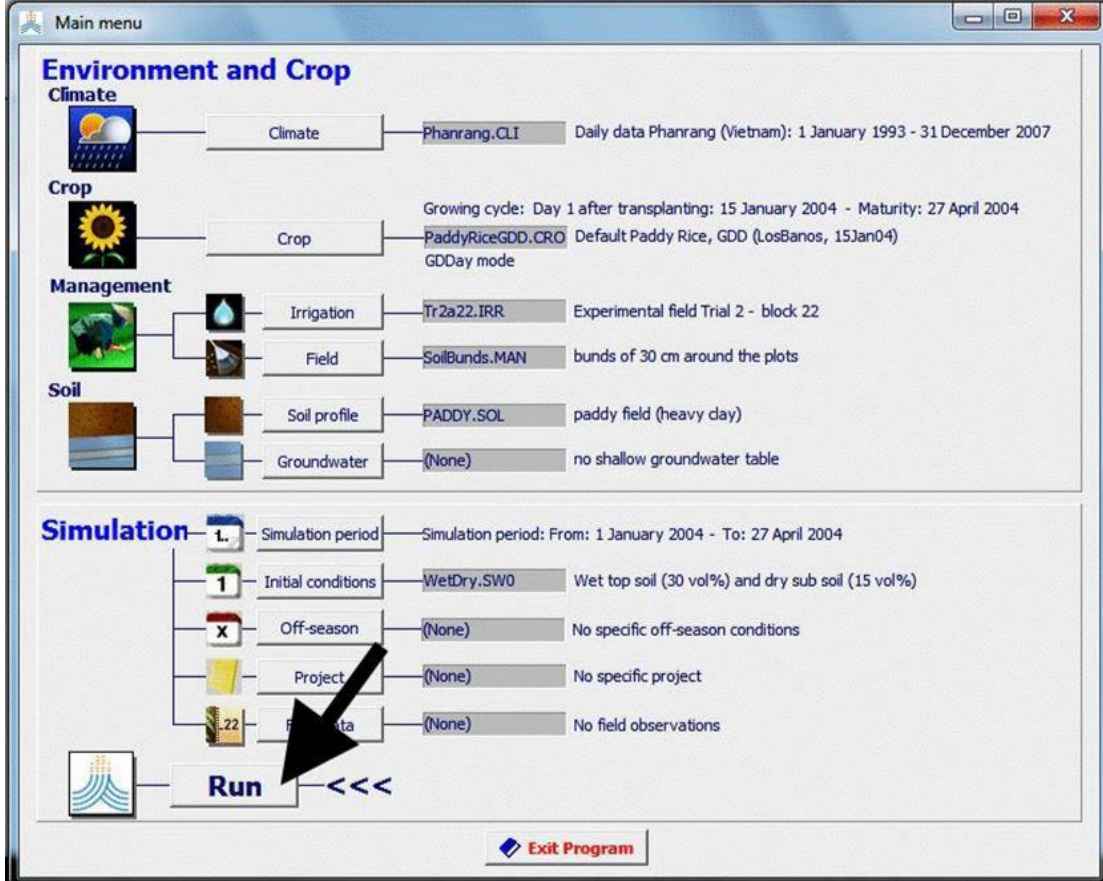 Main menu
Environment and Crop
Climate
Climate
Phanrang.CLI
Daily data Phanrang (Vietnam): 1 January 1993 - 31 December 2007
Crop
Growing cycle: Day 1 after transplanting: 15 January 2004 - Maturity: 27 April 2004
Crop
PaddyRiceGDD.CRO
Default Paddy Rice, GDD (LosBanos, 15Jan04)
GDDay mode
Management
Irrigation
Tr2a22.IRR
Experimental field Trial 2 - block 22
Field
SoilBunds.MAN
bunds of 30 cm around the plots
Soil
Soil profile
PADDY.SOL
paddy field (heavy clay)
Groundwater
(None)
no shallow groundwater table
Simulation
1..
Simulation period
Simulation period: From: 1 January 2004 - To: 27 April 2004
1
Initial conditions
WetDry.SW0
Wet top soil (30 vol%) and dry sub soil (15 vol%)
X
Off-season
(None)
No specific off-season conditions
Project
(None)
No specific project
.22
(None)
No field observations
Run
<<<
Exit Program